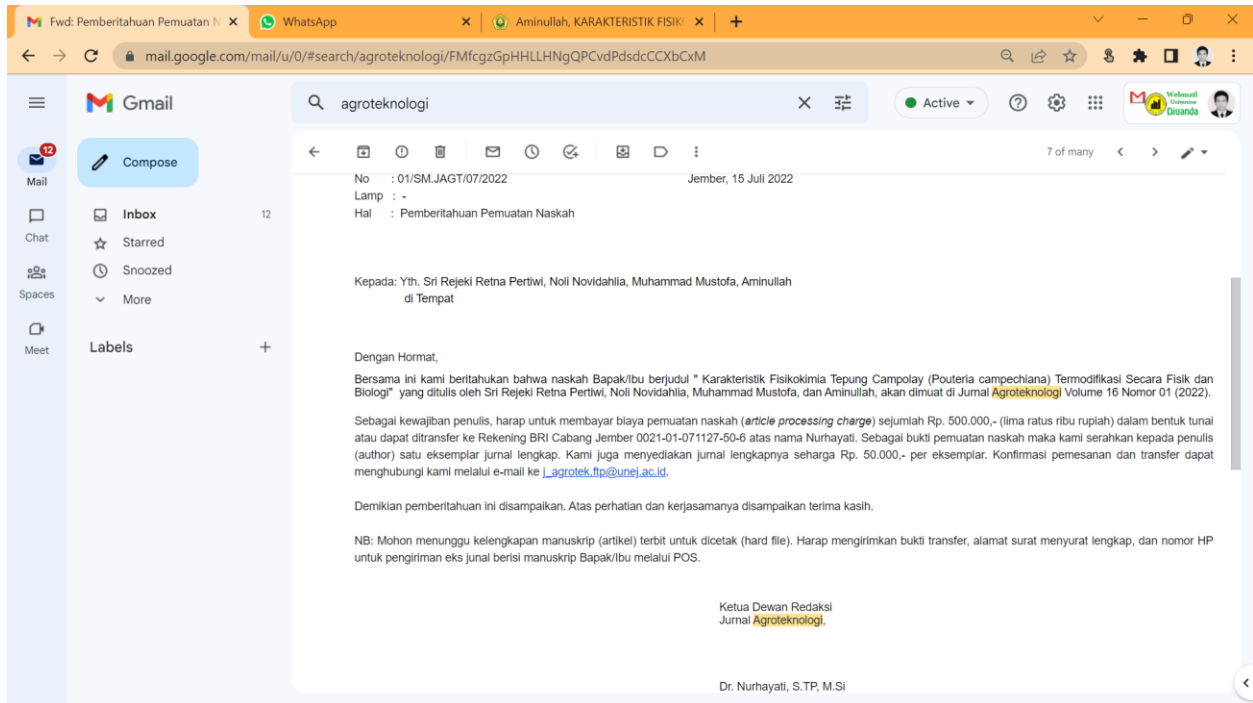 Fwd: Pemberitahuan Pemuatan N
WhatsApp
Aminullah, KARAKTERISTIK FISIK
mail.google.com/mail/u/0/#search/agroteknologi/FMfcgzGpHHLLHNgQPCvdPdsdcCCXbCxM
Gmail
agroteknologi
Active
Webmail
Universitas
Djuanda
12
Mail
Compose
7 of many
Chat
Inbox 12
Starred
Snoozed
More
Spaces
Meet
Labels
No : 01/SM.JAGT/07/2022 Jember, 15 Juli 2022
Lamp : -
Hal : Pemberitahuan Pemuatan Naskah
Kepada: Yth. Sri Rejeki Retna Pertiwi, Noli Novidahlia, Muhammad Mustofa, Aminullah
di Tempat
Dengan Hormat,
Bersama ini kami beritahukan bahwa naskah Bapak/Ibu berjudul " Karakteristik Fisikokimia Tepung Campolay (Pouteria campechiana) Termodifikasi Secara Fisik dan
Biologi" yang ditulis oleh Sri Rejeki Retna Pertiwi, Noli Novidahlia, Muhammad Mustofa, dan Aminullah, akan dimuat di Jurnal Agroteknologi Volume 16 Nomor 01 (2022).
Sebagai kewajiban penulis, harap untuk membayar biaya pemuatan naskah (article processing charge) sejumlah Rp. 500.000,- (lima ratus ribu rupiah) dalam bentuk tunai
atau dapat ditransfer ke Rekening BRI Cabang Jember 0021-01-071127-50-6 atas nama Nurhayati. Sebagai bukti pemuatan naskah maka kami serahkan kepada penulis
(author) satu eksemplar jurnal lengkap. Kami juga menyediakan jurnal lengkapnya seharga Rp. 50.000,- per eksemplar. Konfirmasi pemesanan dan transfer dapat
menghubungi kami melalui e-mail ke j_agrotek.ftp@unej.ac.id.
Demikian pemberitahuan ini disampaikan. Atas perhatian dan kerjasamanya disampaikan terima kasih.
NB: Mohon menunggu kelengkapan manuskrip (artikel) terbit untuk dicetak (hard file). Harap mengirimkan bukti transfer, alamat surat menyurat lengkap, dan nomor HP
untuk pengiriman eks junal berisi manuskrip Bapak/Ibu melalui POS.
Ketua Dewan Redaksi
Jurnal Agroteknologi,
Dr. Nurhayati, S.TP, M.Si